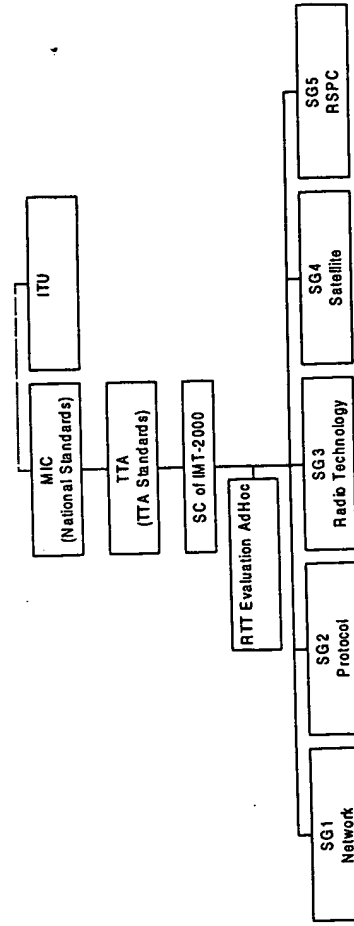 MIC
(National Standards)
ITU
TTA
(TTA Standards)
SC of IMT-2000
RTT Evaluation AdHoc
SG1
Network
SG2
Protocol
SG3
Radio Technology
SG4
Satellite
SG5
RSPC